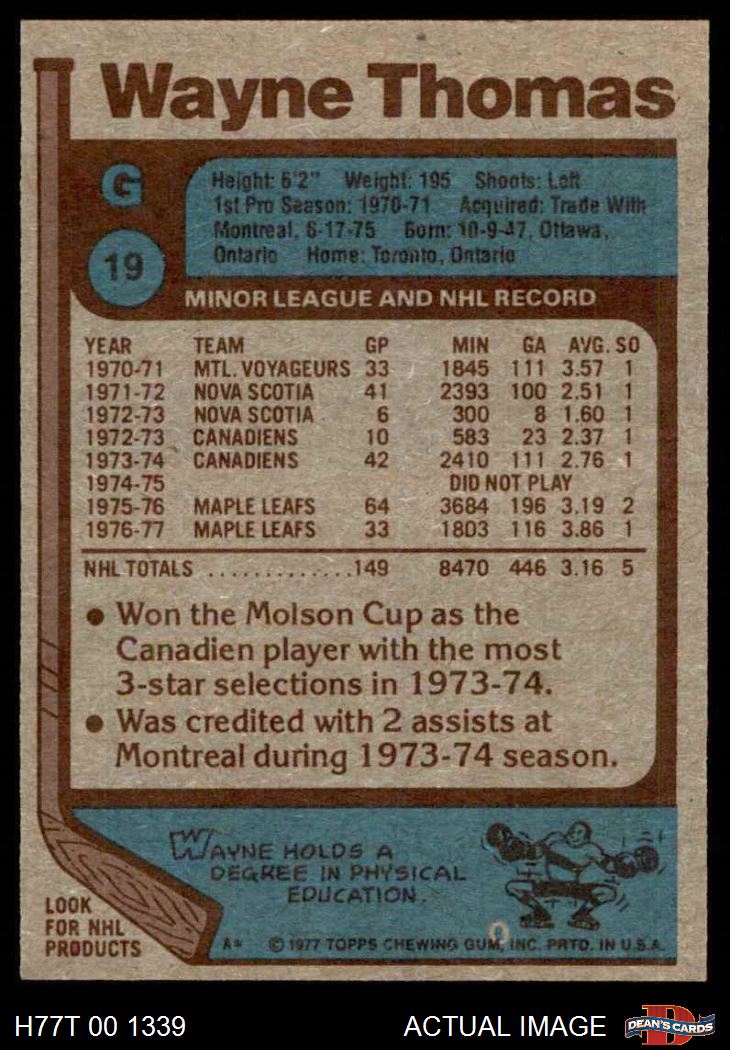 Wayne Thomas
G
19
Height: 6'2" Weight: 195 Shoots: Left
1st Pro Season: 1970-71 Acquired: Trade With
Montreal, 6-17-75 Born: 10-9-47, Ottawa,
Ontario Home: Toronto, Ontario
MINOR LEAGUE AND NHL RECORD
YEAR TEAM GP MIN GA AVG. SO
1970-71 MTL. VOYAGEURS 33 1845 111 3.57 1
1971-72 NOVA SCOTIA 41 2393 100 2.51 1
1972-73 NOVA SCOTIA 6 300 8 1.60 1
1972-73 CANADIENS 10 583 23 2.37 1
1973-74 CANADIENS 42 2410 111 2.76 1
1974-75 DID NOT PLAY
1975-76 MAPLE LEAFS 64 3684 196 3.19 2
1976-77 MAPLE LEAFS 33 1803 116 3.86 1
NHL TOTALS .............149 8470 446 3.16 5
● Won the Molson Cup as the
Canadien player with the most
3-star selections in 1973-74.
● Was credited with 2 assists at
Montreal during 1973-74 season.
WAYNE HOLDS A
DEGREE IN PHYSICAL
EDUCATION.
LOOK
FOR NHL
PRODUCTS
A* © 1977 TOPPS CHEWING GUM, INC. PRTD. IN U.S.A.
H77T 00 1339 ACTUAL IMAGE D DEAN'S CARDS